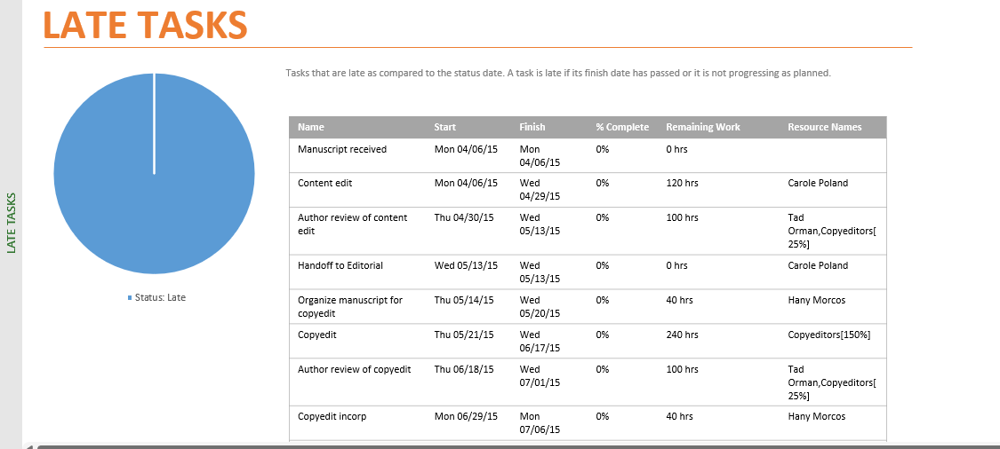 LATE TASKS
LATE TASKS
Tasks that are late as compared to the status date. A task is late if its finish date has passed or it is not progressing as planned.
Status: Late
Name Start Finish % Complete Remaining Work Resource Names
Manuscript received Mon 04/06/15 Mon 0% 0 hrs
04/06/15
Content edit Mon 04/06/15 Wed 0% 120 hrs Carole Poland
04/29/15
Author review of content Thu 04/30/15 Wed 0% 100 hrs Tad
edit 05/13/15 Orman,Copyeditors[
25%]
Handoff to Editorial Wed 05/13/15 Wed 0% 0 hrs Carole Poland
05/13/15
Organize manuscript for Thu 05/14/15 Wed 0% 40 hrs Hany Morcos
copyedit 05/20/15
Copyedit Thu 05/21/15 Wed 0% 240 hrs Copyeditors[150%]
06/17/15
Author review of copyedit Thu 06/18/15 Wed 0% 100 hrs Tad
07/01/15 Orman,Copyeditors[
25%]
Copyedit incorp Mon 06/29/15 Mon 0% 40 hrs Hany Morcos
07/06/15